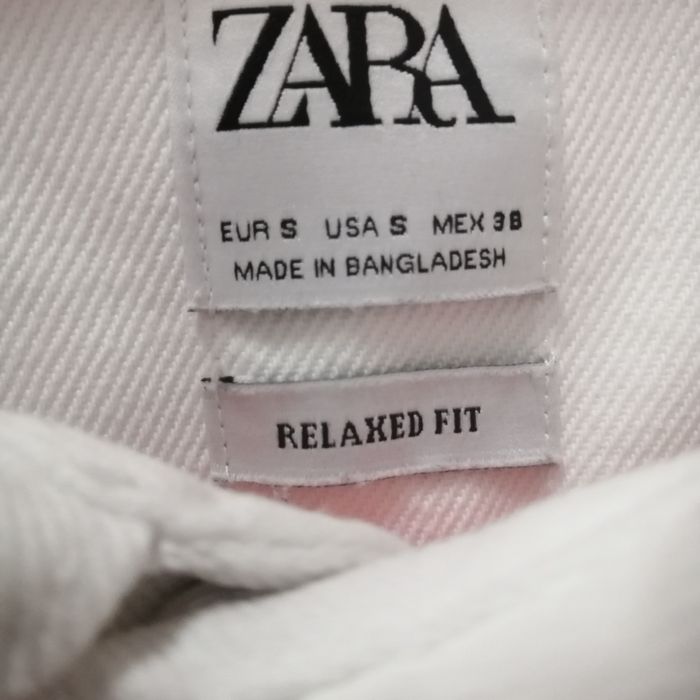 ZARA
EUR S USA S MEX 38
MADE IN BANGLADESH
RELAXED FIT